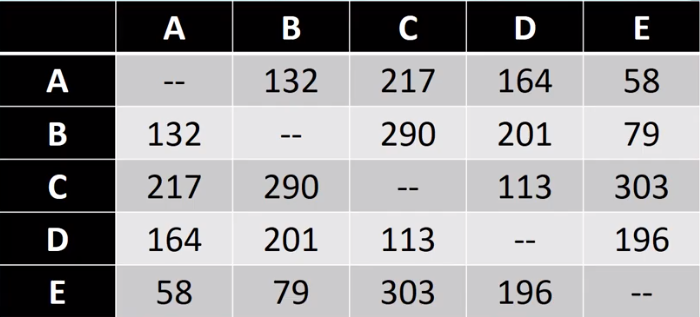 A B C D E
A -- 132 217 164 58
B 132 -- 290 201 79
C 217 290 -- 113 303
D 164 201 113 -- 196
E 58 79 303 196 --